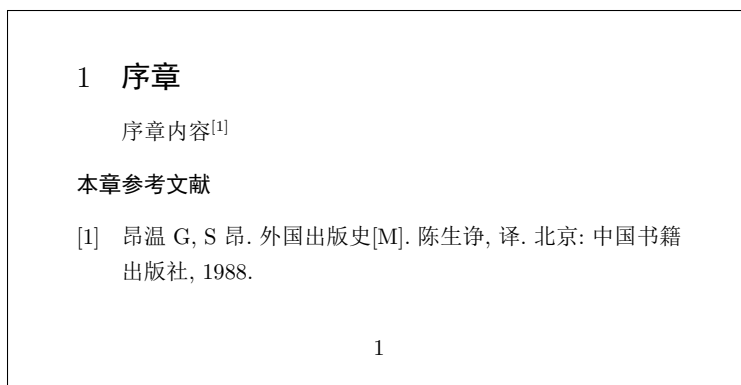 1 序章
序章内容[1]
本章参考文献
[1] 昂温 G, S 昂. 外国出版史[M]. 陈生诤, 译. 北京: 中国书籍
出版社, 1988.
1